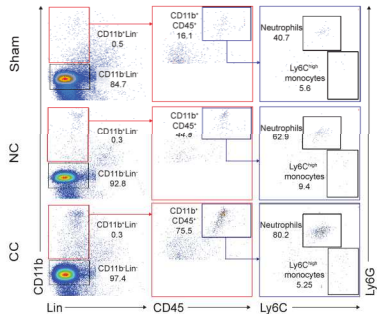 Sham
CD11b⁺Lin⁻
0.5
CD11b⁻Lin⁻
84.7
CD11b⁺
CD45⁺
16.1
Neutrophils
40.7
Ly6Cʰⁱᵍʰ
monocytes
5.6
NC
CD11b⁺Lin⁻
0.3
CD11b⁻Lin⁻
92.8
CD11b⁺
CD45⁺
Neutrophils
62.9
Ly6Cʰⁱᵍʰ
monocytes
9.4
CC
CD11b⁺Lin⁻
0.3
CD11b⁻Lin⁻
97.4
CD11b⁺
CD45⁺
75.5
Neutrophils
80.2
Ly6Cʰⁱᵍʰ
monocytes
5.25
CD11b
Ly6G
Lin
CD45
Ly6C